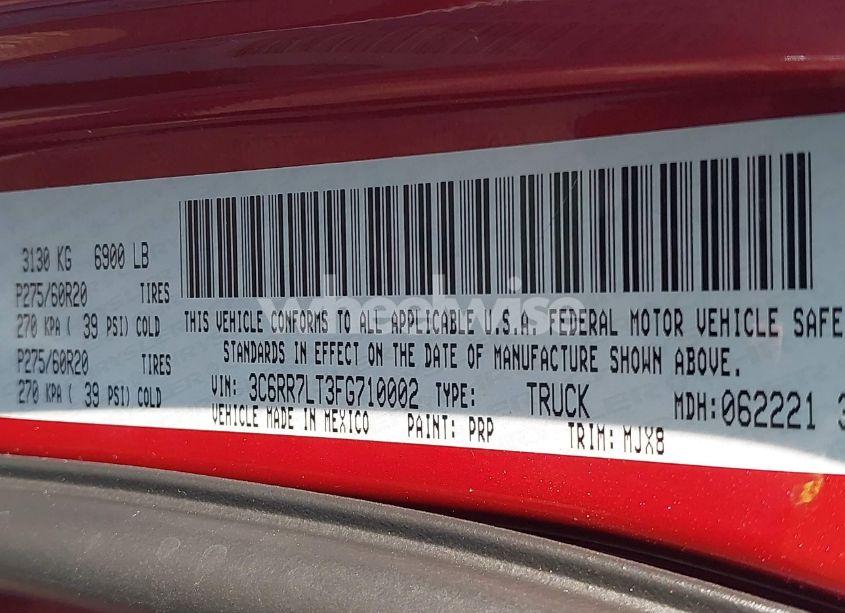 3130 KG 6900 LB
P275/60R20 TIRES
270 KPA ( 39 PSI) COLD
P275/60R20 TIRES
270 KPA ( 39 PSI) COLD
wheelwise
THIS VEHICLE CONFORMS TO ALL APPLICABLE U.S.A. FEDERAL MOTOR VEHICLE SAFE
STANDARDS IN EFFECT ON THE DATE OF MANUFACTURE SHOWN ABOVE.
VIN: 3C6RR7LT3FG710002 TYPE: TRUCK MDH:062221 3
VEHICLE MADE IN MEXICO PAINT: PRP TRIM: MJX8